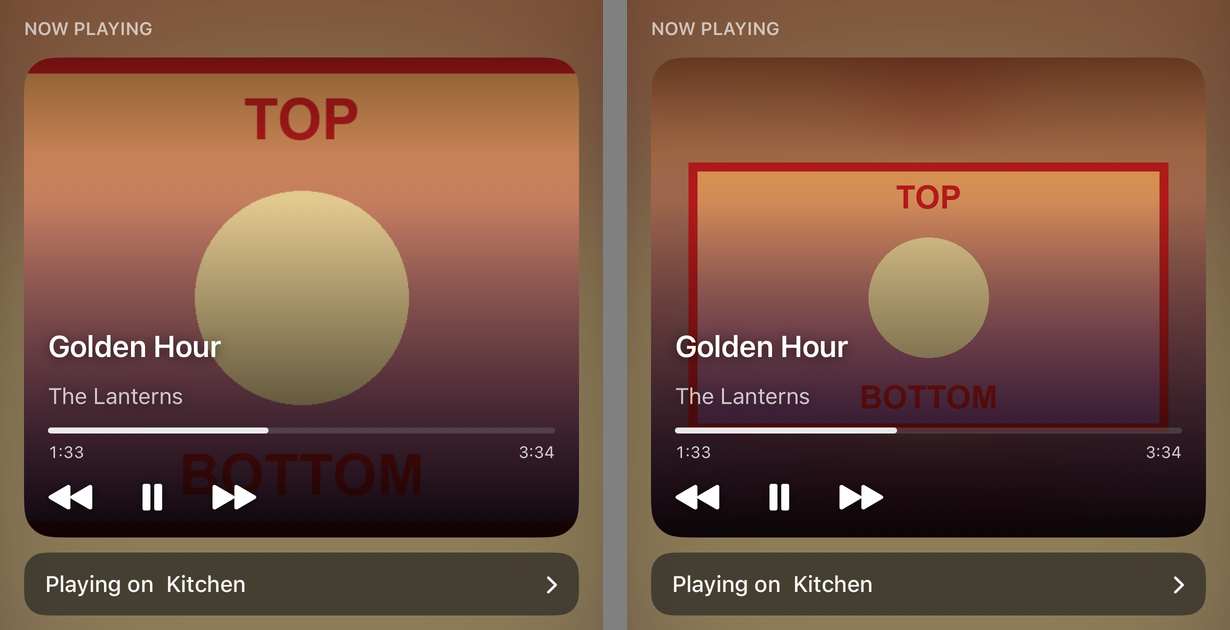 NOW PLAYING
TOP
Golden Hour
The Lanterns
1:33 3:34
BOTTOM
Playing on Kitchen
NOW PLAYING
TOP
Golden Hour
The Lanterns
BOTTOM
1:33 3:34
Playing on Kitchen